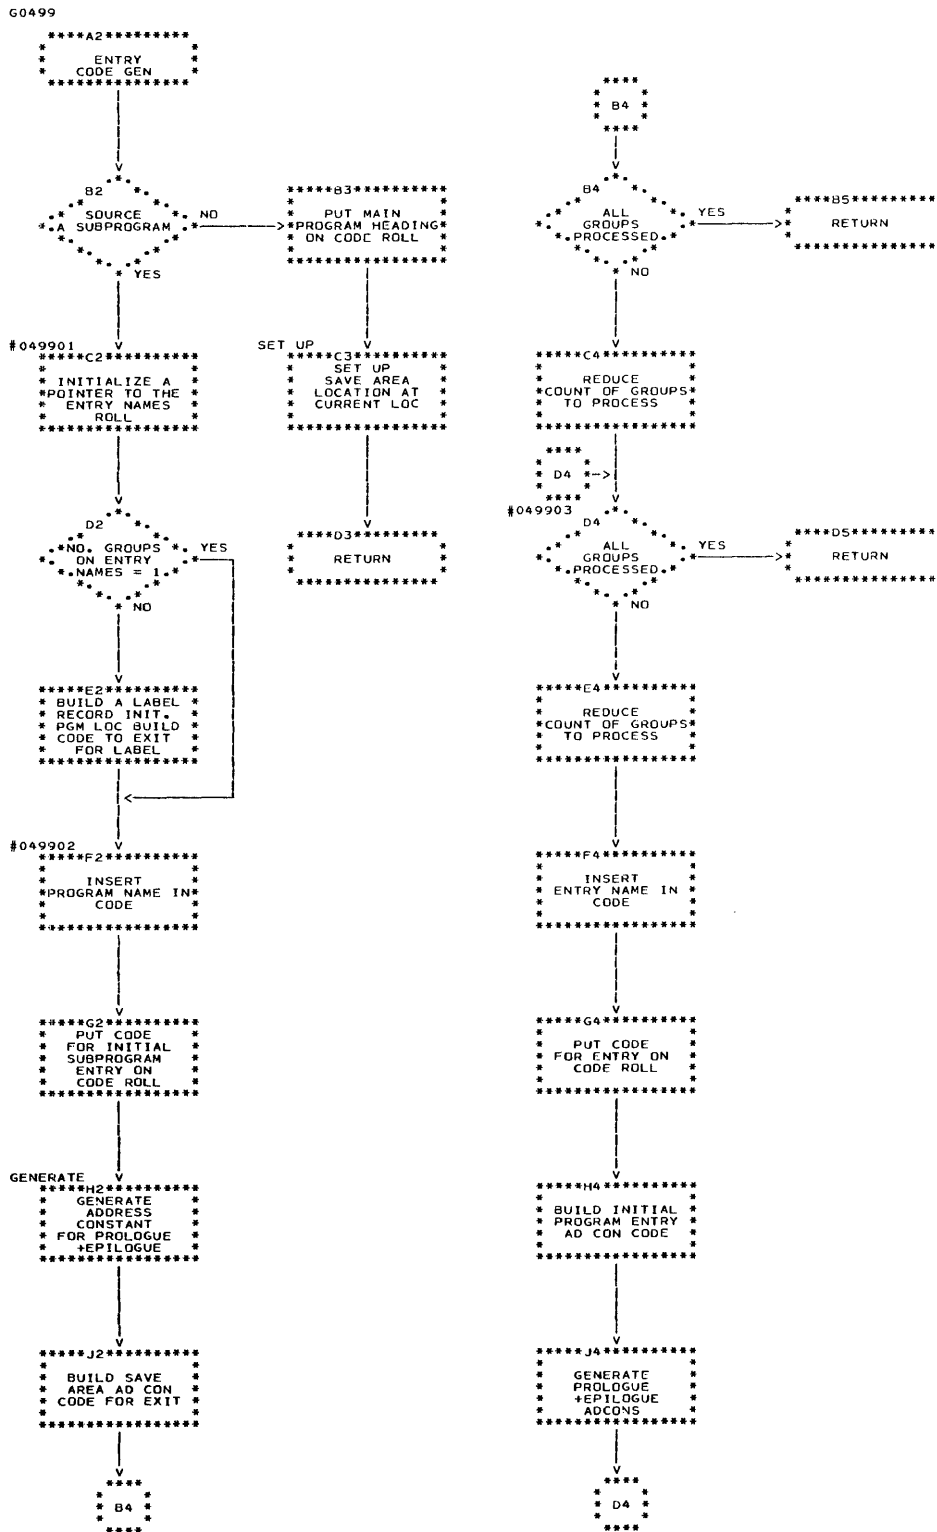 G0499
A2
ENTRY
CODE GEN
B2
SOURCE
A SUBPROGRAM
NO
YES
B3
PUT MAIN
PROGRAM HEADING
ON CODE ROLL
#049901
C2
INITIALIZE A
POINTER TO THE
ENTRY NAMES
ROLL
SET UP
C3
SET UP
SAVE AREA
LOCATION AT
CURRENT LOC
D2
NO. GROUPS
ON ENTRY
NAMES = 1
YES
NO
D3
RETURN
E2
BUILD A LABEL
RECORD INIT.
PGM LOC BUILD
CODE TO EXIT
FOR LABEL
#049902
F2
INSERT
PROGRAM NAME IN
CODE
G2
PUT CODE
FOR INITIAL
SUBPROGRAM
ENTRY ON
CODE ROLL
GENERATE
H2
GENERATE
ADDRESS
CONSTANT
FOR PROLOGUE
+EPILOGUE
J2
BUILD SAVE
AREA AD CON
CODE FOR EXIT
B4
B4
B4
ALL
GROUPS
PROCESSED
YES
NO
B5
RETURN
C4
REDUCE
COUNT OF GROUPS
TO PROCESS
D4
#049903
D4
ALL
GROUPS
PROCESSED
YES
NO
D5
RETURN
E4
REDUCE
COUNT OF GROUPS
TO PROCESS
F4
INSERT
ENTRY NAME IN
CODE
G4
PUT CODE
FOR ENTRY ON
CODE ROLL
H4
BUILD INITIAL
PROGRAM ENTRY
AD CON CODE
J4
GENERATE
PROLOGUE
+EPILOGUE
ADCONS
D4